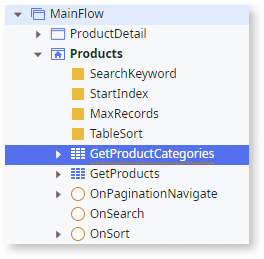 MainFlow
ProductDetail
Products
SearchKeyword
StartIndex
MaxRecords
TableSort
GetProductCategories
GetProducts
OnPaginationNavigate
OnSearch
OnSort